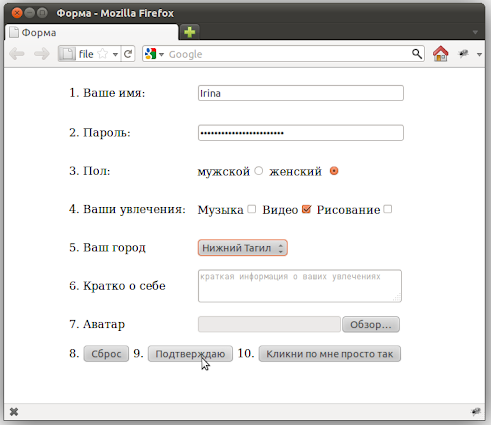 Форма - Mozilla Firefox
Форма
file
Google
1. Ваше имя: Irina
2. Пароль: ••••••••••••••••••••••••
3. Пол: мужской женский
4. Ваши увлечения: Музыка Видео Рисование
5. Ваш город Нижний Тагил
6. Кратко о себе краткая информация о ваших увлечениях
7. Аватар Обзор...
8. Сброс 9. Подтверждаю 10. Кликни по мне просто так